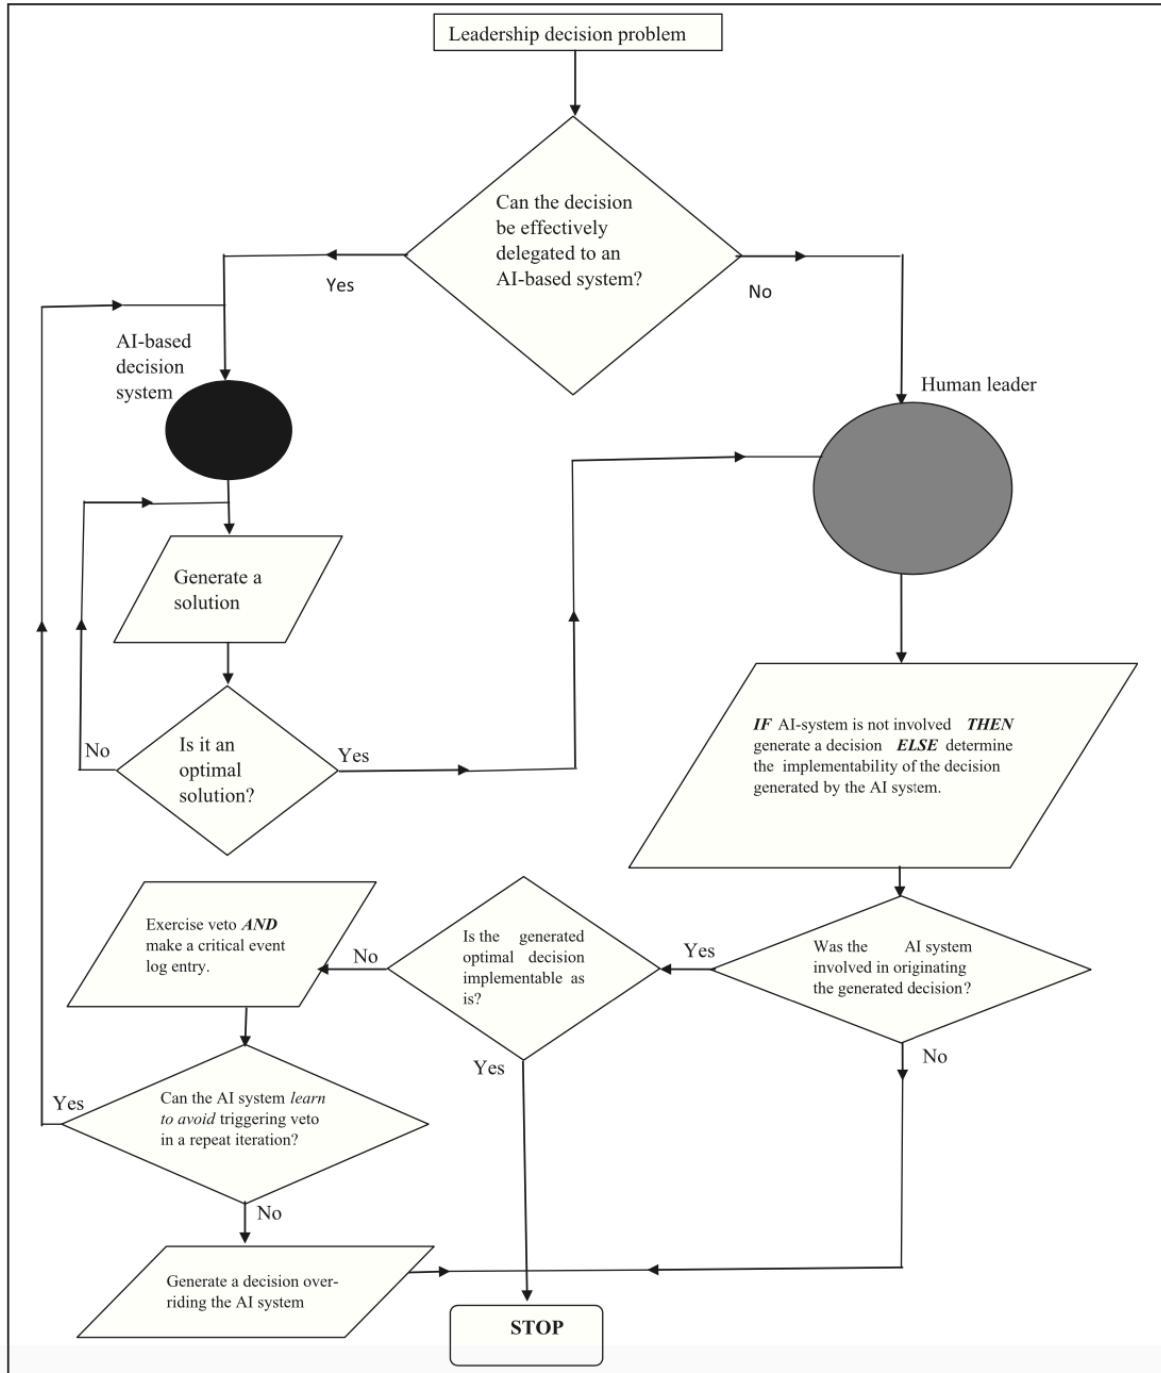 Leadership decision problem
Can the decision
be effectively
delegated to an
AI-based system?
Yes
No
AI-based
decision
system
Human leader
Generate a
solution
Is it an
optimal
solution?
No
Yes
IF AI-system is not involved THEN
generate a decision ELSE determine
the implementability of the decision
generated by the AI system.
Was the AI system
involved in originating
the generated decision?
Yes
No
Is the generated
optimal decision
implementable as
is?
No
Yes
Exercise veto AND
make a critical event
log entry.
Can the AI system learn
to avoid triggering veto
in a repeat iteration?
Yes
No
Generate a decision over-
riding the AI system
STOP